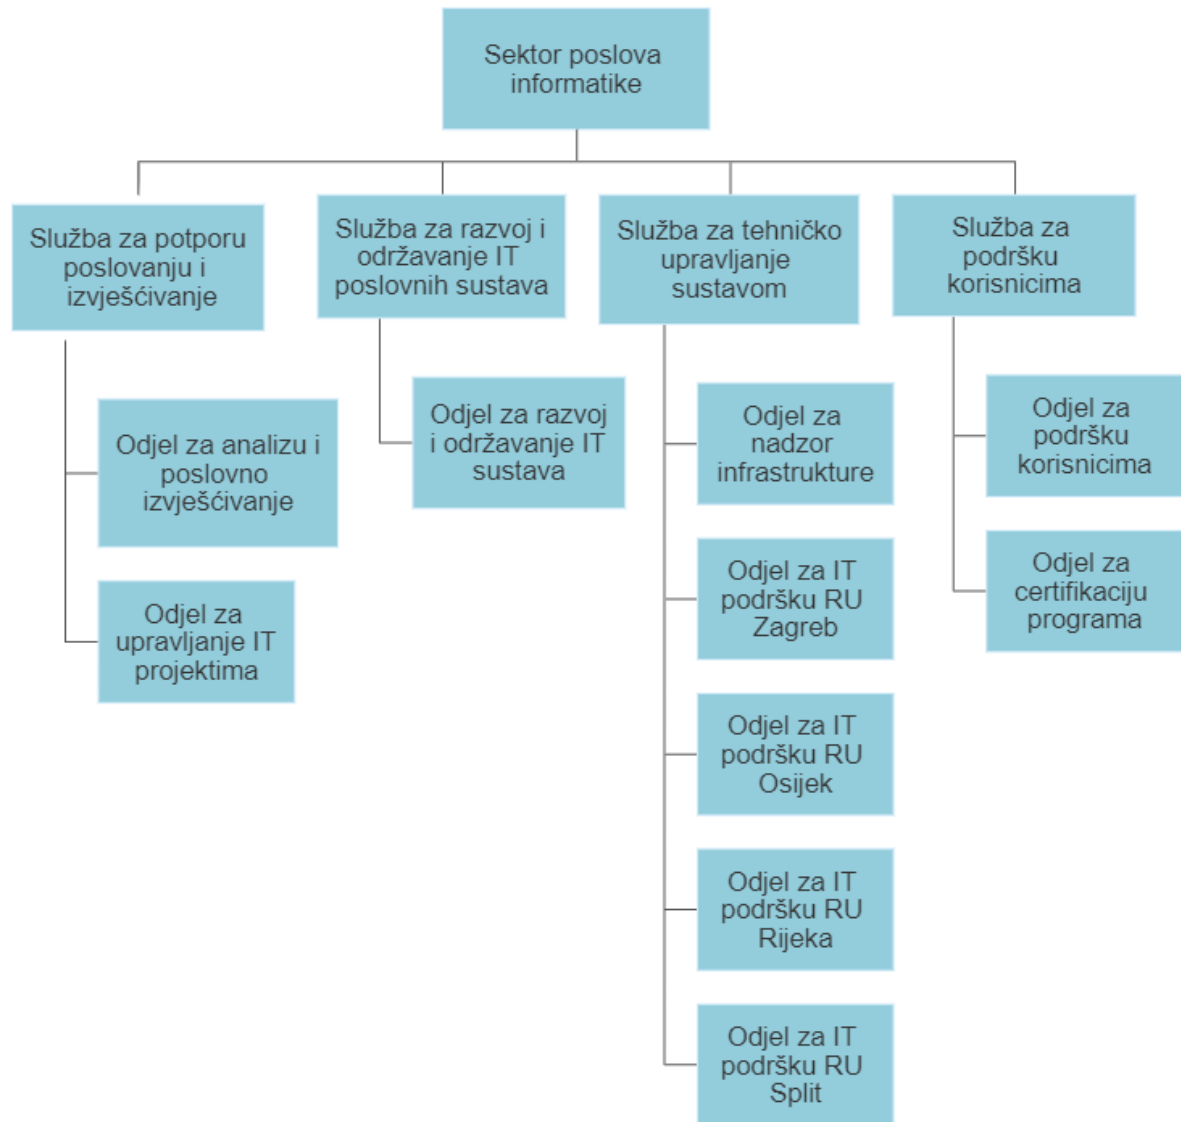 Sektor poslova
informatike
Služba za potporu
poslovanju i
izvješćivanje
Služba za razvoj i
održavanje IT
poslovnih sustava
Služba za tehničko
upravljanje
sustavom
Služba za
podršku
korisnicima
Odjel za analizu i
poslovno
izvješćivanje
Odjel za
upravljanje IT
projektima
Odjel za razvoj
i održavanje IT
sustava
Odjel za
nadzor
infrastrukture
Odjel za IT
podršku RU
Zagreb
Odjel za IT
podršku RU
Osijek
Odjel za IT
podršku RU
Rijeka
Odjel za IT
podršku RU
Split
Odjel za
podršku
korisnicima
Odjel za
certifikaciju
programa